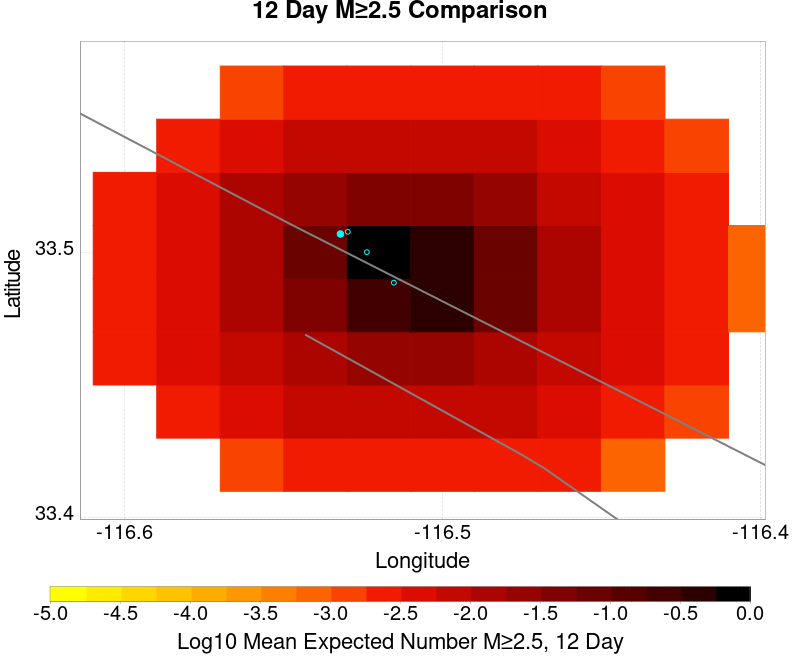 12 Day M≥2.5 Comparison
Latitude
33.5
33.4
-116.6 -116.5 -116.4
Longitude
-5.0 -4.5 -4.0 -3.5 -3.0 -2.5 -2.0 -1.5 -1.0 -0.5 0.0
Log10 Mean Expected Number M≥2.5, 12 Day